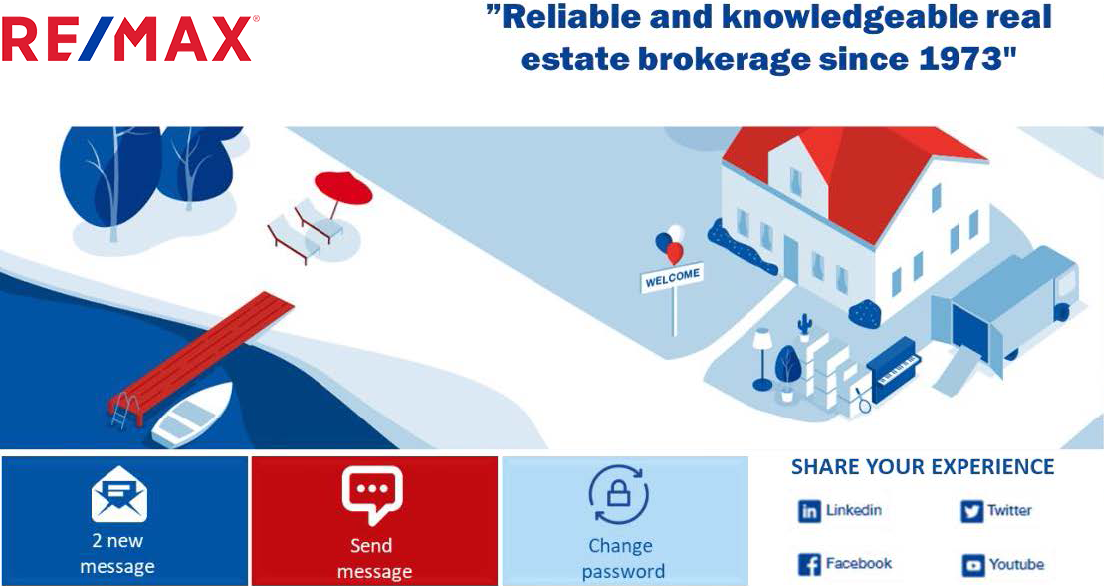 RE/MAX®
”Reliable and knowledgeable real
estate brokerage since 1973"
WELCOME
2 new
message
Send
message
Change
password
SHARE YOUR EXPERIENCE
Linkedin
Twitter
Facebook
Youtube